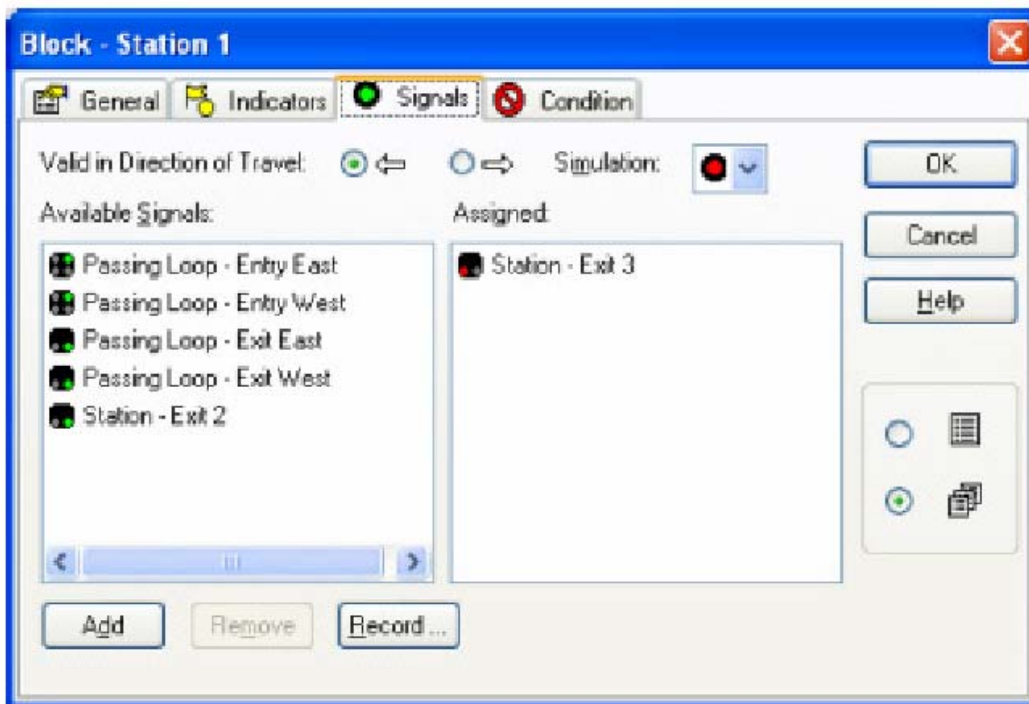 Block - Station 1
General Indicators Signals Condition
Valid in Direction of Travel: Simulation:
OK
Available Signals: Assigned:
Cancel
Passing Loop - Entry East
Station - Exit 3
Passing Loop - Entry West
Help
Passing Loop - Exit East
Passing Loop - Exit West
Station - Exit 2
Add Remove Record ...